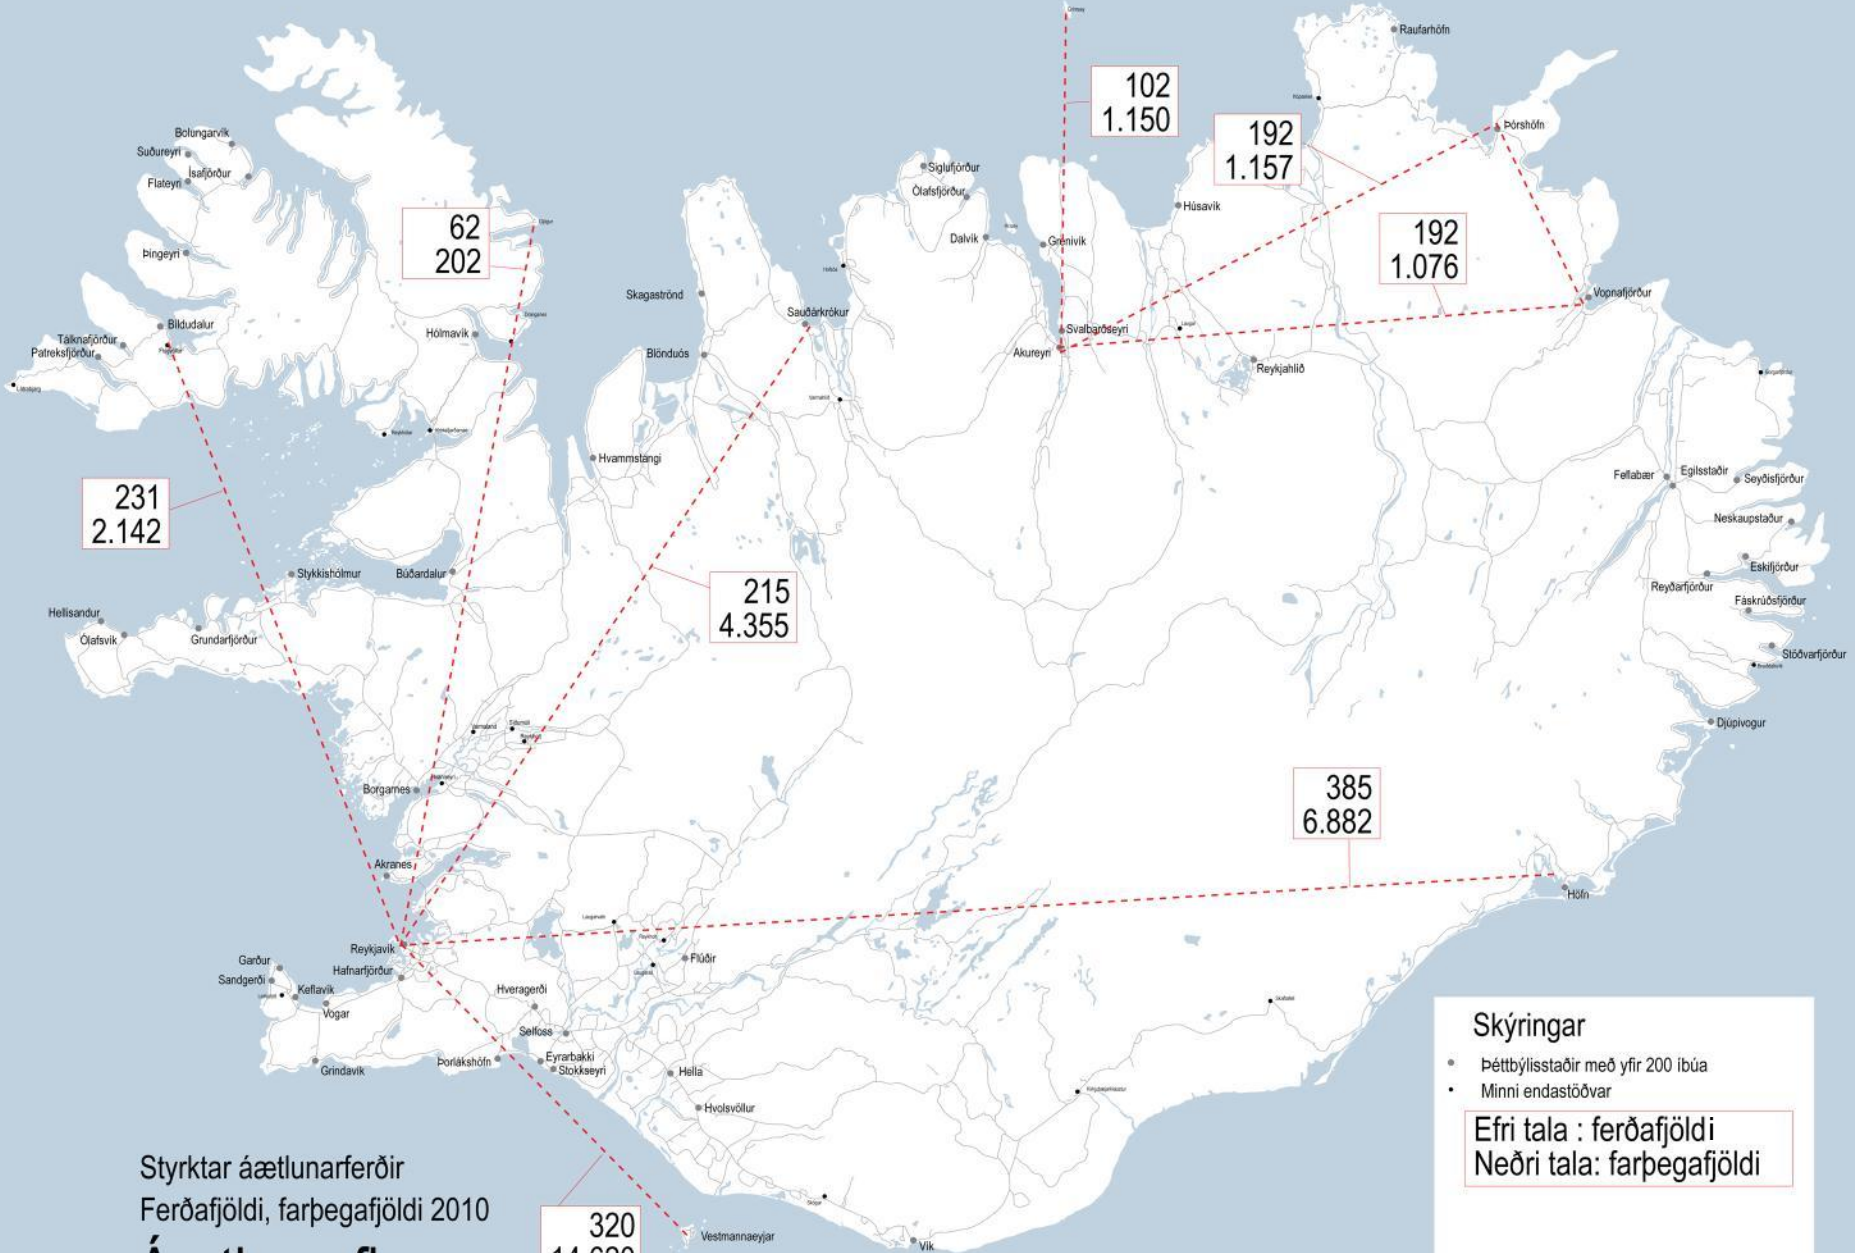 Raufarhöfn
102
1.150
192
1.157
Þórshöfn
Bolungarvík
Suðureyri
Ísafjörður
Flateyri
Siglufjörður
Ólafsfjörður
Húsavík
62
202
192
1.076
Dalvík
Grenivík
Þingeyri
Skagaströnd
Vopnafjörður
Sauðárkrókur
Bíldudalur
Hólmavík
Svalbarðseyri
Tálknafjörður
Patreksfjörður
Blönduós
Akureyri
Reykjahlíð
Hvammstangi
Fellabær
Egilsstaðir
Seyðisfjörður
231
2.142
Neskaupstaður
Stykkishólmur
Búðardalur
Eskifjörður
215
4.355
Reyðarfjörður
Fáskrúðsfjörður
Hellisandur
Ólafsvík
Grundarfjörður
Stöðvarfjörður
Djúpivogur
Borgarnes
385
6.882
Akranes
Höfn
Reykjavík
Garður
Sandgerði
Hafnarfjörður
Flúðir
Keflavík
Vogar
Hveragerði
Selfoss
Grindavík
Þorlákshöfn
Eyrarbakki
Stokkseyri
Hella
Hvolsvöllur
Skýringar
Þéttbýlisstaðir með yfir 200 íbúa
Minni endastöðvar
Efri tala : ferðafjöldi
Neðri tala: farþegafjöldi
Styrktar áætlunarferðir
Ferðafjöldi, farþegafjöldi 2010
320
Vestmannaeyjar
Vík